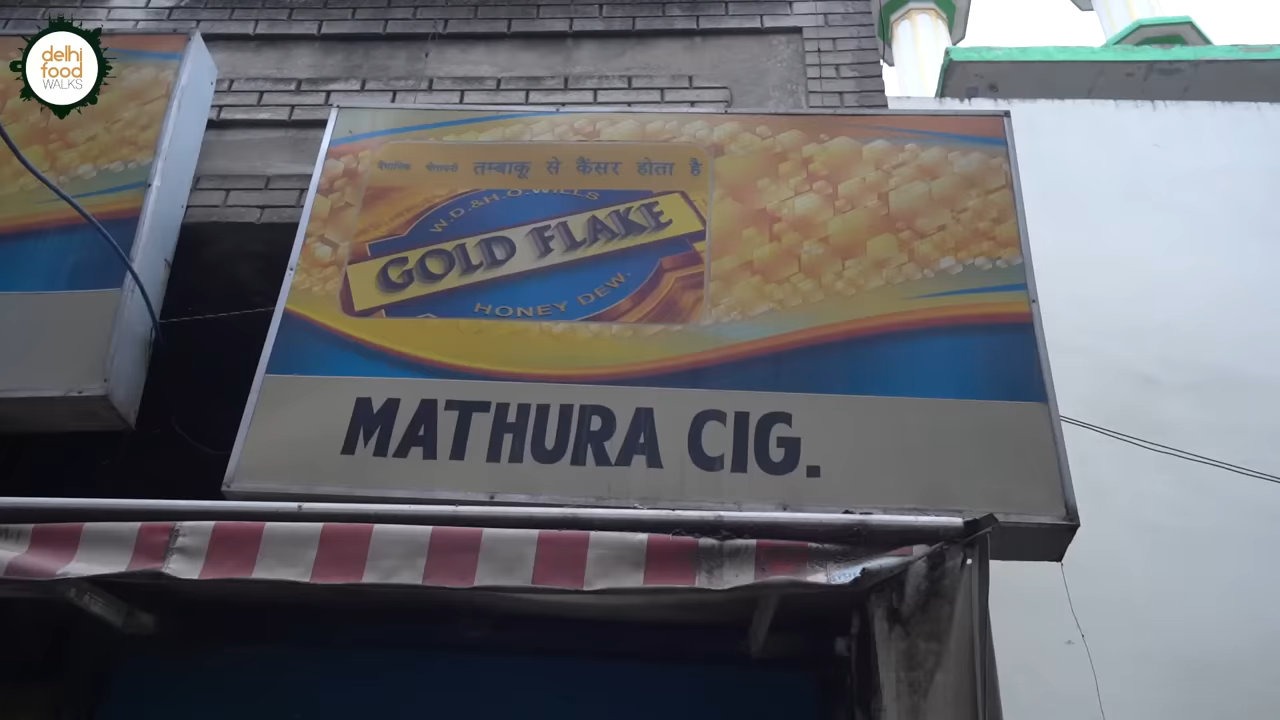 delhi
food
WALKS
वैधानिक चेतावनी तम्बाकू से कैंसर होता है
W.D.&H.O.WILLS
GOLD FLAKE
HONEY DEW.
MATHURA CIG.